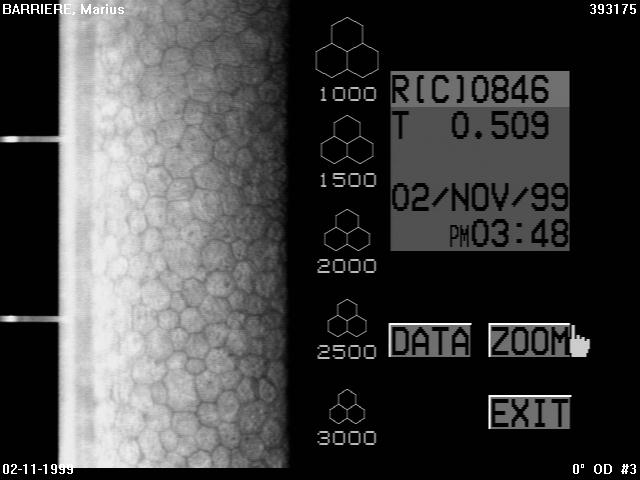 BARRIERE, Marius
393175
1000
R[C]0846
T 0.509
1500
02/NOV/99
PM03:48
2000
2500
DATA
ZOOM
EXIT
3000
02-11-1999
0° OD #3